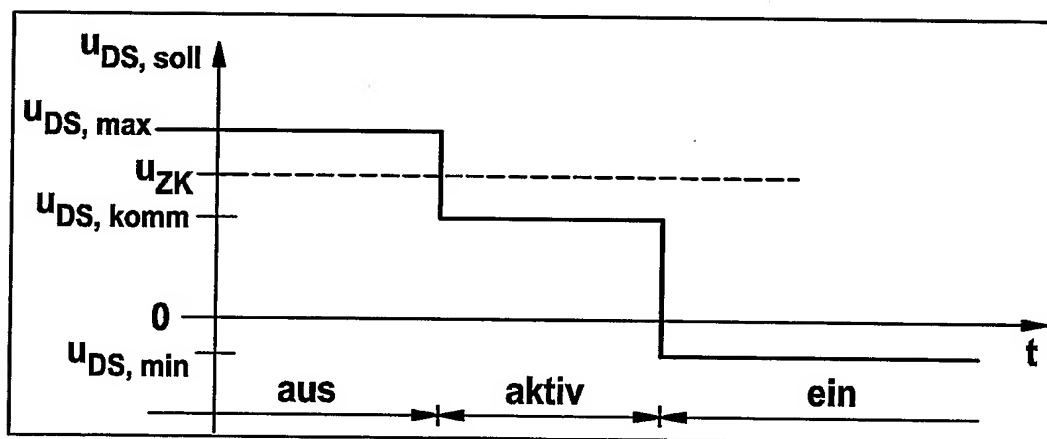 uDS, soll
uDS, max
uZK
uDS, komm
0
uDS, min
t
aus aktiv ein